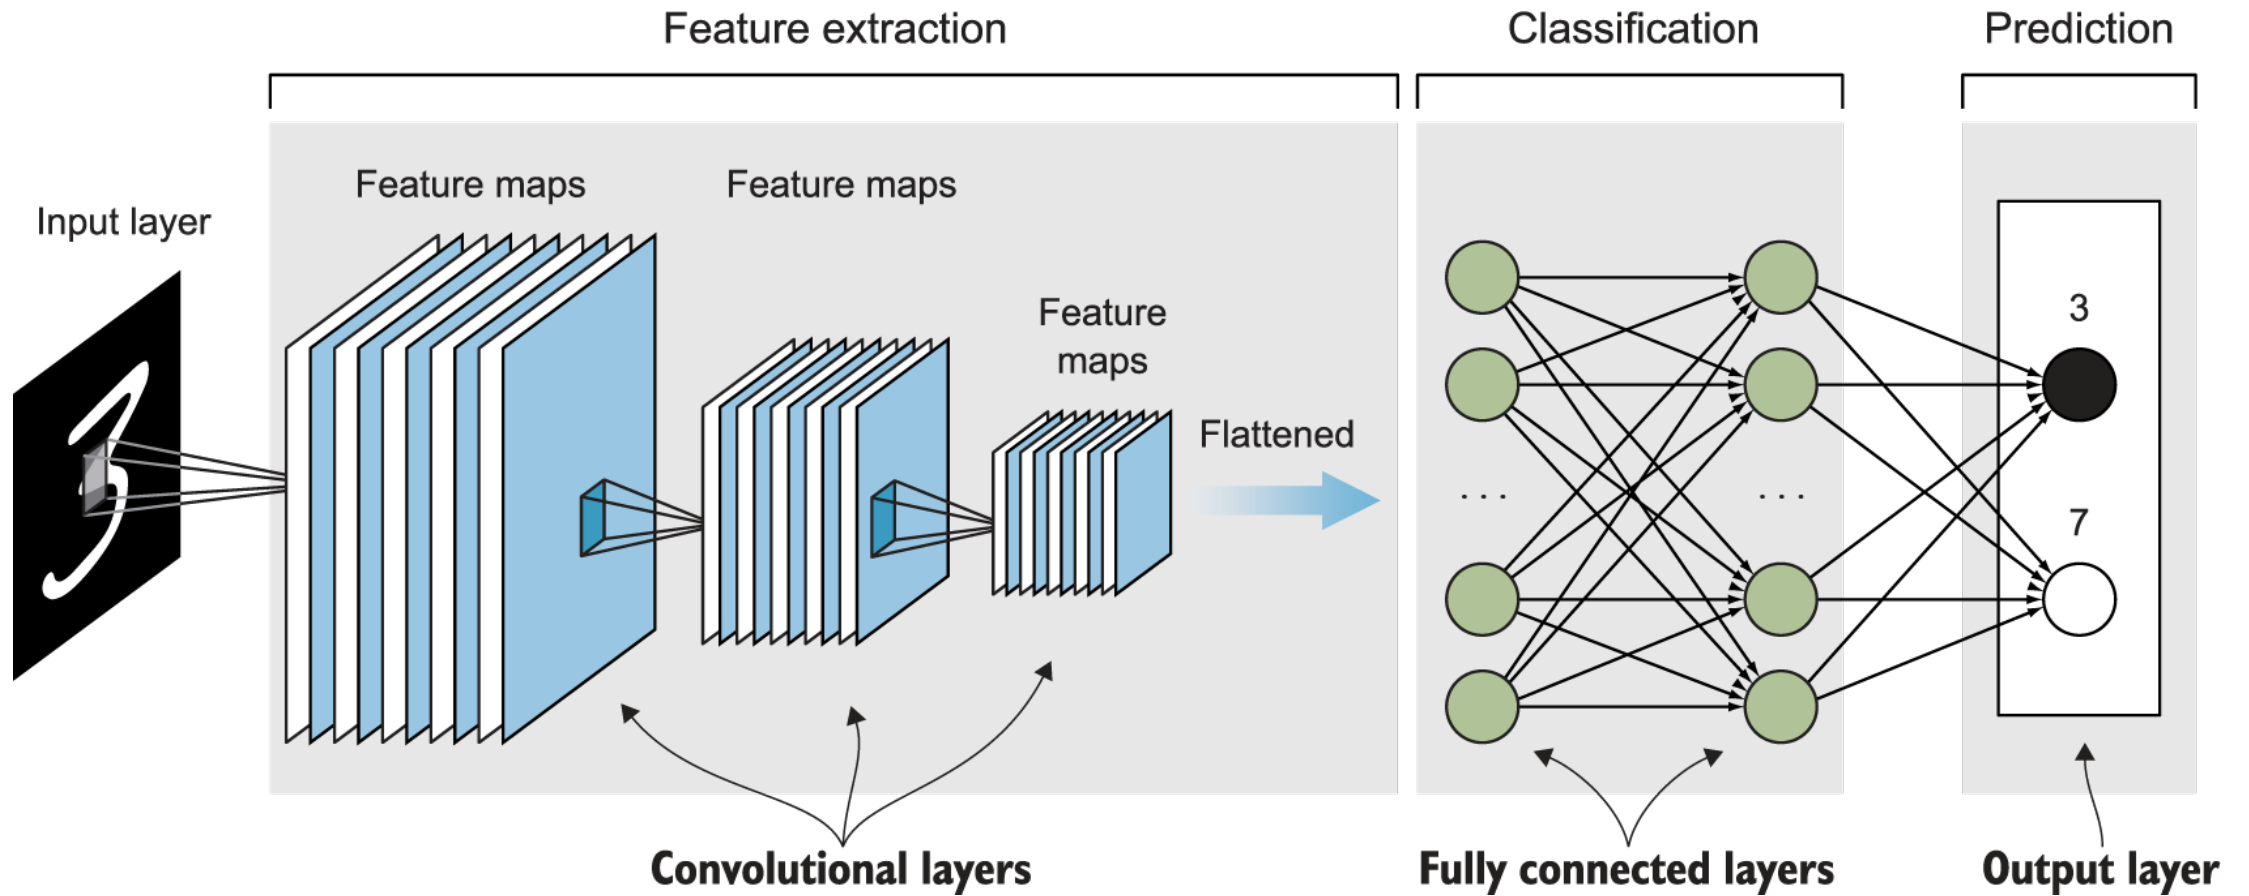 Feature extraction
Classification
Prediction
Input layer
Feature maps
Feature maps
Feature
maps
Flattened
. . .
. . .
3
7
Convolutional layers
Fully connected layers
Output layer